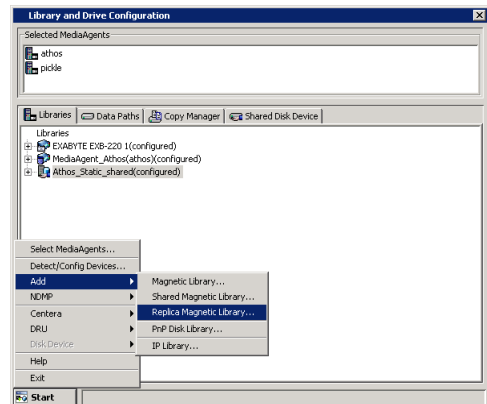 Library and Drive Configuration
Selected MediaAgents
athos
pickle
Libraries
Data Paths
Copy Manager
Shared Disk Device
Libraries
EXABYTE EXB-220 1(configured)
MediaAgent_Athos(athos)(configured)
Athos_Static_shared(configured)
Select MediaAgents...
Detect/Config Devices...
Add
NDMP
Centera
DRU
Disk Device
Help
Exit
Magnetic Library...
Shared Magnetic Library...
Replica Magnetic Library...
PnP Disk Library...
IP Library...
Start